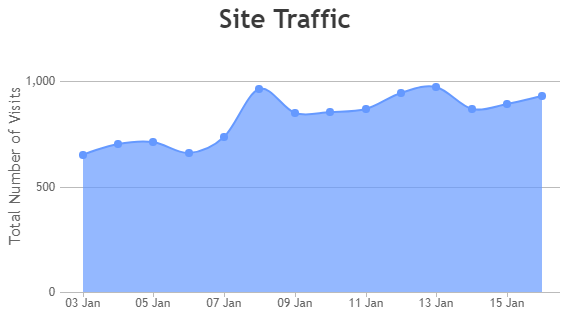 Site Traffic
Total Number of Visits
1,000
500
0
03 Jan
05 Jan
07 Jan
09 Jan
11 Jan
13 Jan
15 Jan